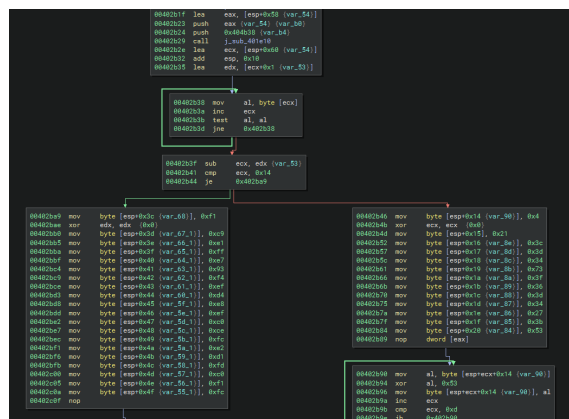 00402b1f lea eax, [esp+0x58 (var_54)]
00402b23 push eax (var_54) (var_b0)
00402b24 push 0x404b38 (var_b4)
00402b29 call j_sub_401e10
00402b2e lea ecx, [esp+0x60 (var_54)]
00402b32 add esp, 0x10
00402b35 lea edx, [ecx+0x1 (var_53)]
00402b38 mov al, byte [ecx]
00402b3a inc ecx
00402b3b test al, al
00402b3d jne 0x402b38
00402b3f sub ecx, edx (var_53)
00402b41 cmp ecx, 0x14
00402b44 je 0x402ba9
00402ba9 mov byte [esp+0x3c (var_68)], 0xf1
00402bae xor edx, edx (0x0)
00402bb0 mov byte [esp+0x3d (var_67_1)], 0xc9
00402bb5 mov byte [esp+0x3e (var_66_1)], 0xe1
00402bba mov byte [esp+0x3f (var_65_1)], 0xff
00402bbf mov byte [esp+0x40 (var_64_1)], 0xe7
00402bc4 mov byte [esp+0x41 (var_63_1)], 0x93
00402bc9 mov byte [esp+0x42 (var_62_1)], 0xf4
00402bce mov byte [esp+0x43 (var_61_1)], 0xef
00402bd3 mov byte [esp+0x44 (var_60_1)], 0xd4
00402bd8 mov byte [esp+0x45 (var_5f_1)], 0xe8
00402bdd mov byte [esp+0x46 (var_5e_1)], 0xef
00402be2 mov byte [esp+0x47 (var_5d_1)], 0xc0
00402be7 mov byte [esp+0x48 (var_5c_1)], 0xce
00402bec mov byte [esp+0x49 (var_5b_1)], 0xfc
00402bf1 mov byte [esp+0x4a (var_5a_1)], 0xe2
00402bf6 mov byte [esp+0x4b (var_59_1)], 0xd1
00402bfb mov byte [esp+0x4c (var_58_1)], 0xfd
00402c00 mov byte [esp+0x4d (var_57_1)], 0xc0
00402c05 mov byte [esp+0x4e (var_56_1)], 0xf1
00402c0a mov byte [esp+0x4f (var_55_1)], 0xfc
00402c0f nop
00402b46 mov byte [esp+0x14 (var_90)], 0x4
00402b4b xor ecx, ecx (0x0)
00402b4d mov byte [esp+0x15], 0x21
00402b52 mov byte [esp+0x16 (var_8e)], 0x3c
00402b57 mov byte [esp+0x17 (var_8d)], 0x3d
00402b5c mov byte [esp+0x18 (var_8c)], 0x34
00402b61 mov byte [esp+0x19 (var_8b)], 0x73
00402b66 mov byte [esp+0x1a (var_8a)], 0x3f
00402b6b mov byte [esp+0x1b (var_89)], 0x36
00402b70 mov byte [esp+0x1c (var_88)], 0x3d
00402b75 mov byte [esp+0x1d (var_87)], 0x34
00402b7a mov byte [esp+0x1e (var_86)], 0x27
00402b7f mov byte [esp+0x1f (var_85)], 0x3b
00402b84 mov byte [esp+0x20 (var_84)], 0x53
00402b89 nop dword [eax]
00402b90 mov al, byte [esp+ecx+0x14 (var_90)]
00402b94 xor al, 0x53
00402b96 mov byte [esp+ecx+0x14 (var_90)], al
00402b9a inc ecx
00402b9b cmp ecx, 0xd